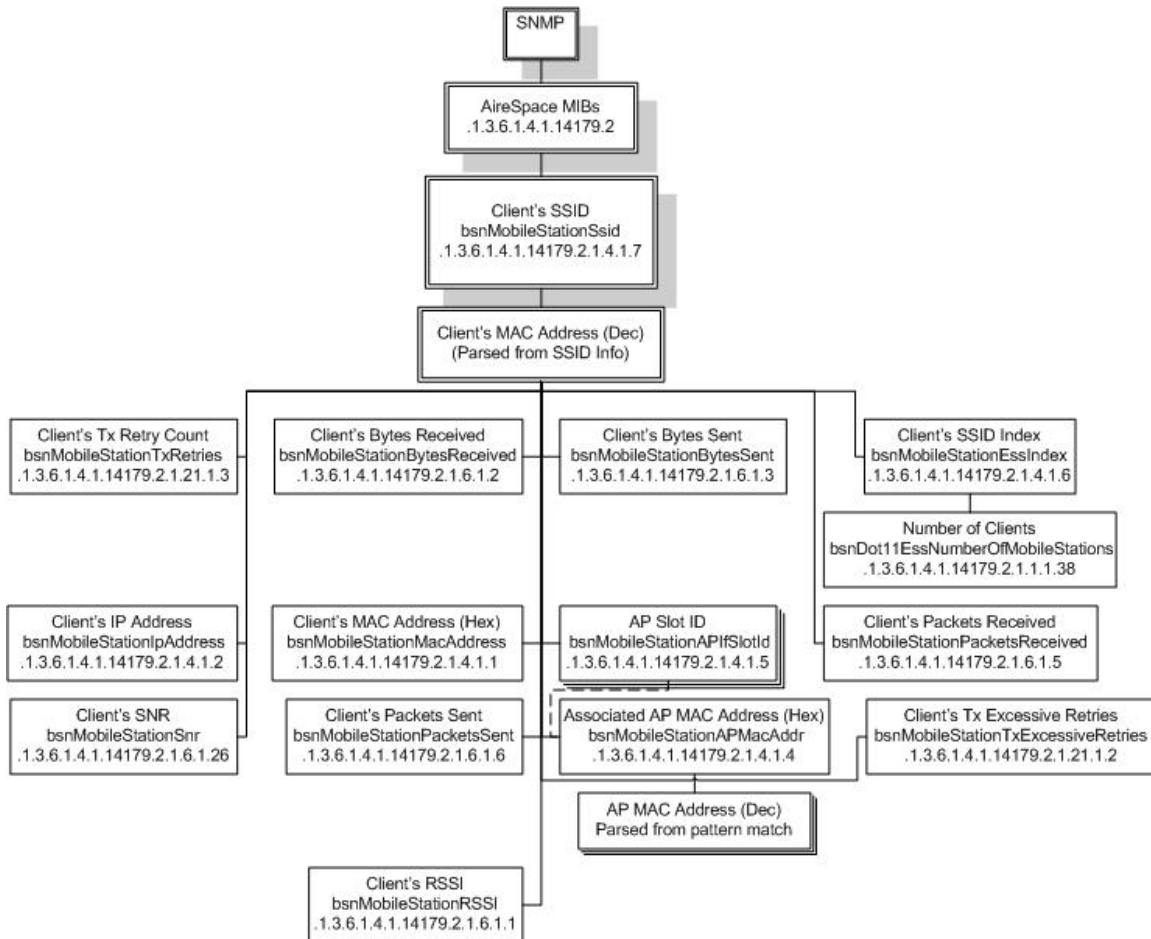 SNMP
AireSpace MIBs
.1.3.6.1.4.1.14179.2
Client's SSID
bsnMobileStationSsid
.1.3.6.1.4.1.14179.2.1.4.1.7
Client's MAC Address (Dec)
(Parsed from SSID Info)
Client's Tx Retry Count
bsnMobileStationTxRetries
.1.3.6.1.4.1.14179.2.1.21.1.3
Client's Bytes Received
bsnMobileStationBytesReceived
.1.3.6.1.4.1.14179.2.1.6.1.2
Client's Bytes Sent
bsnMobileStationBytesSent
.1.3.6.1.4.1.14179.2.1.6.1.3
Client's SSID Index
bsnMobileStationEssIndex
.1.3.6.1.4.1.14179.2.1.4.1.6
Number of Clients
bsnDot11EssNumberOfMobileStations
.1.3.6.1.4.1.14179.2.1.1.1.38
Client's IP Address
bsnMobileStationIpAddress
.1.3.6.1.4.1.14179.2.1.4.1.2
Client's MAC Address (Hex)
bsnMobileStationMacAddress
.1.3.6.1.4.1.14179.2.1.4.1.1
AP Slot ID
bsnMobileStationAPIfSlotId
.1.3.6.1.4.1.14179.2.1.4.1.5
Client's Packets Received
bsnMobileStationPacketsReceived
.1.3.6.1.4.1.14179.2.1.6.1.5
Client's SNR
bsnMobileStationSnr
.1.3.6.1.4.1.14179.2.1.6.1.26
Client's Packets Sent
bsnMobileStationPacketsSent
.1.3.6.1.4.1.14179.2.1.6.1.6
Associated AP MAC Address (Hex)
bsnMobileStationAPMacAddr
.1.3.6.1.4.1.14179.2.1.4.1.4
Client's Tx Excessive Retries
bsnMobileStationTxExcessiveRetries
.1.3.6.1.4.1.14179.2.1.21.1.2
AP MAC Address (Dec)
Parsed from pattern match
Client's RSSI
bsnMobileStationRSSI
.1.3.6.1.4.1.14179.2.1.6.1.1